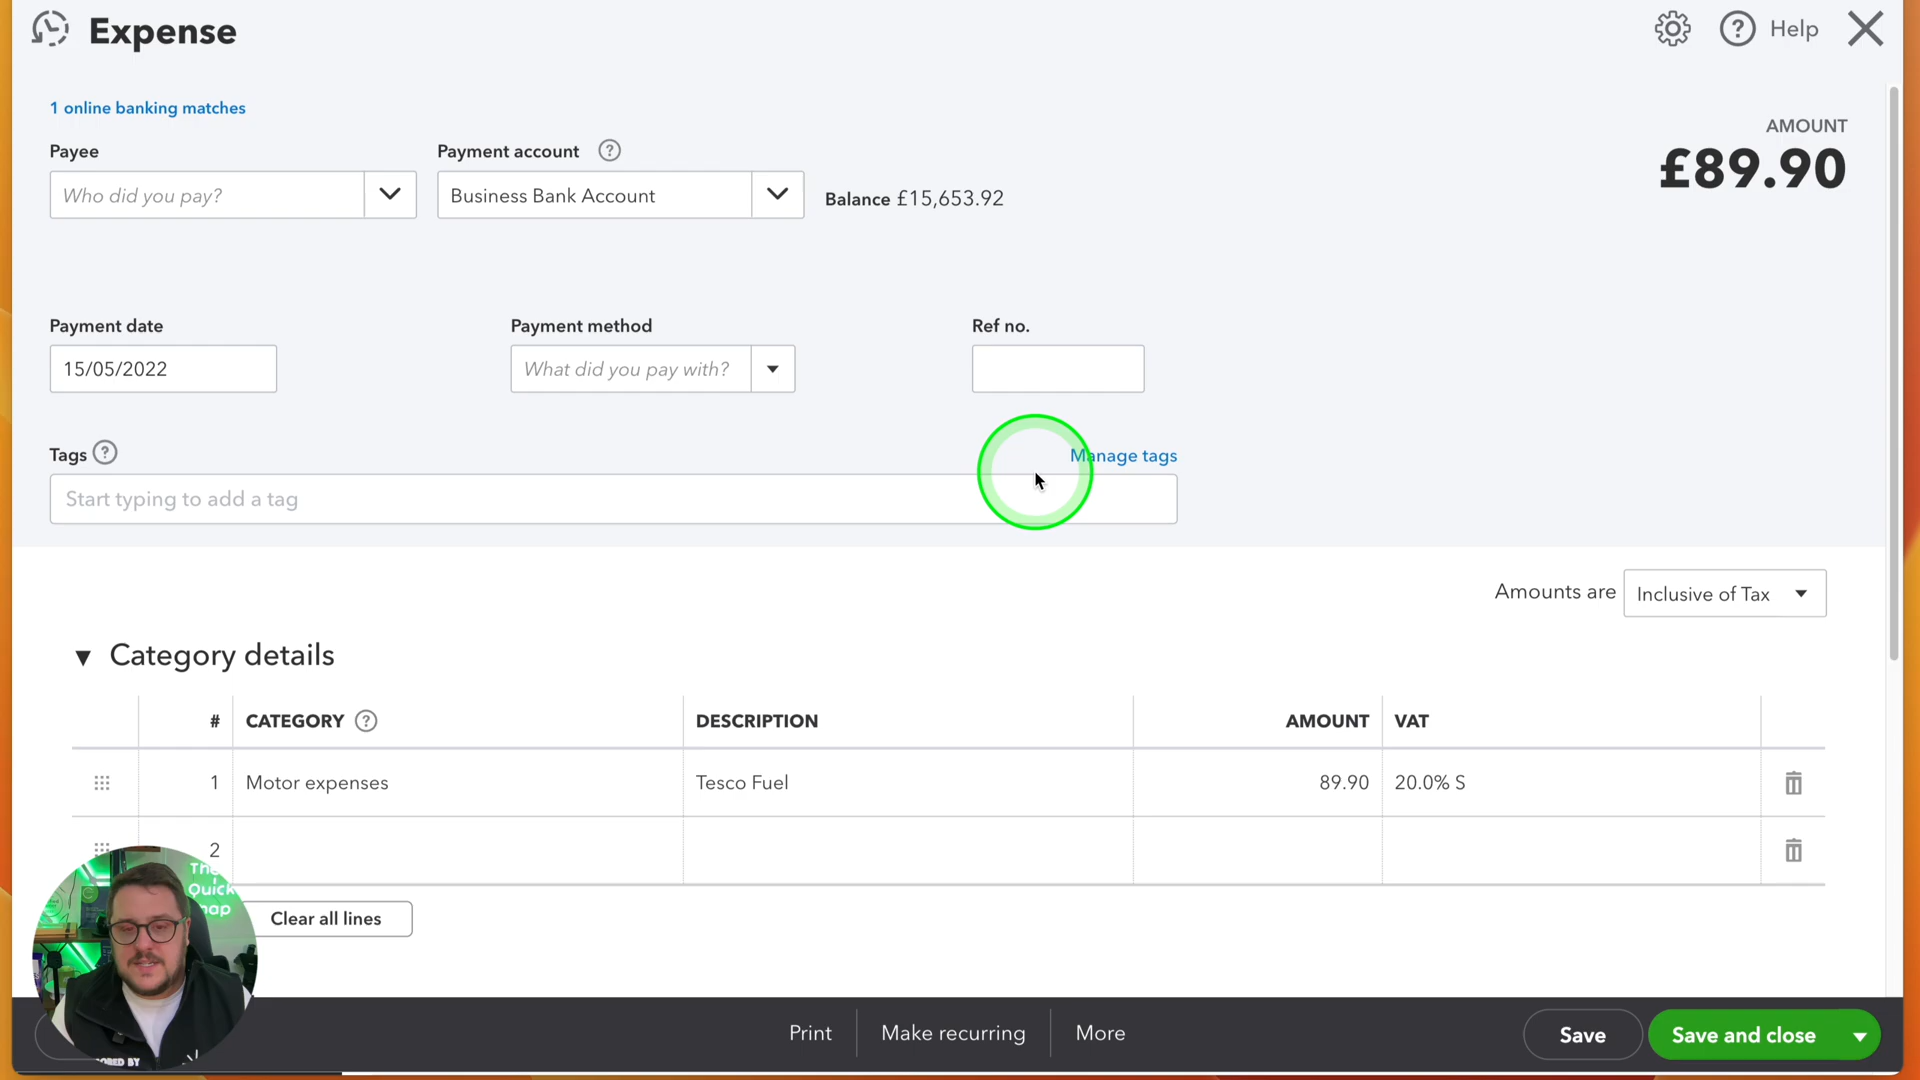 Expense
Help
1 online banking matches
AMOUNT
£89.90
Payee
Payment account
Who did you pay?
Business Bank Account
Balance £15,653.92
Payment date
Payment method
Ref no.
15/05/2022
What did you pay with?
Tags
Manage tags
Start typing to add a tag
Amounts are
Inclusive of Tax
Category details
# CATEGORY DESCRIPTION AMOUNT VAT
1 Motor expenses Tesco Fuel 89.90 20.0% S
2
The
Quick
Clear all lines
Print
Make recurring
More
Save
Save and close